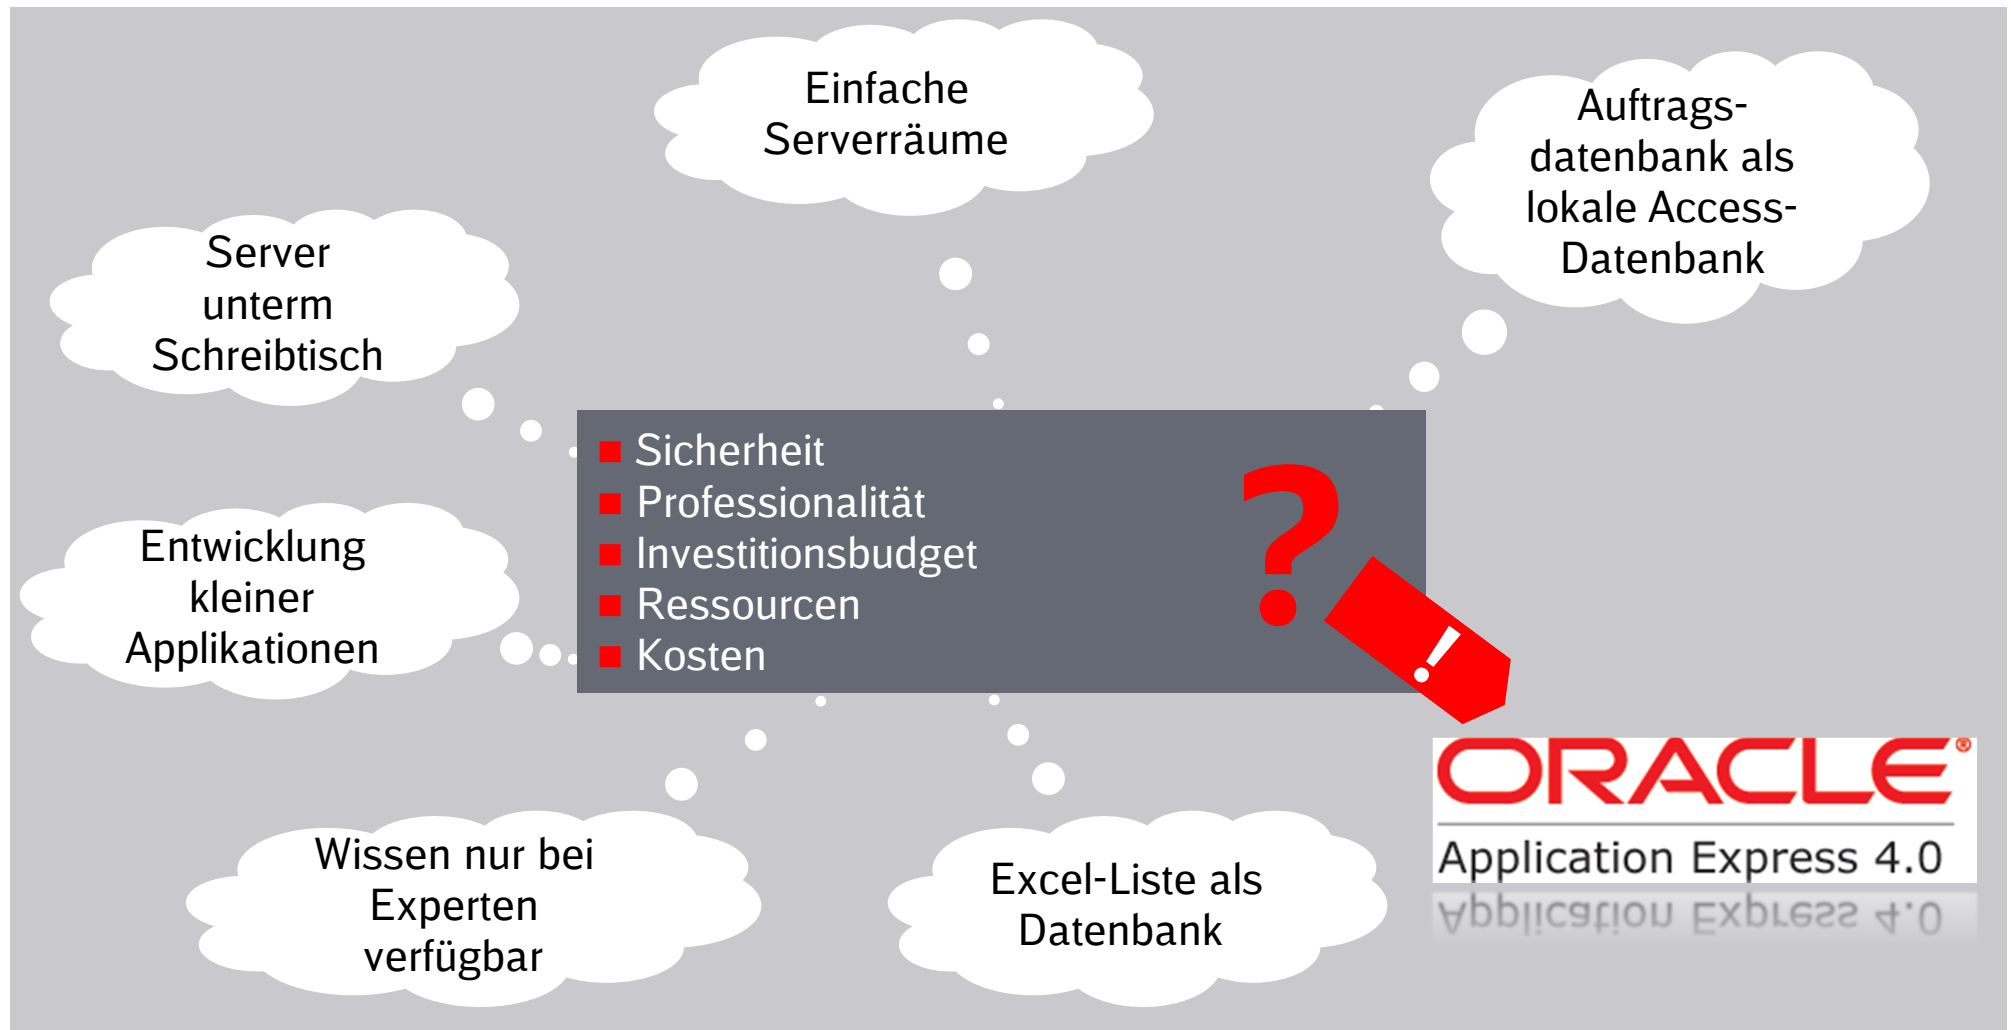 Einfache
Serverräume
Auftrags-
datenbank als
lokale Access-
Datenbank
Server
unterm
Schreibtisch
Entwicklung
kleiner
Applikationen
■ Sicherheit
■ Professionalität
■ Investitionsbudget
■ Ressourcen
■ Kosten
?
!
ORACLE®
Application Express 4.0
Wissen nur bei
Experten
verfügbar
Excel-Liste als
Datenbank